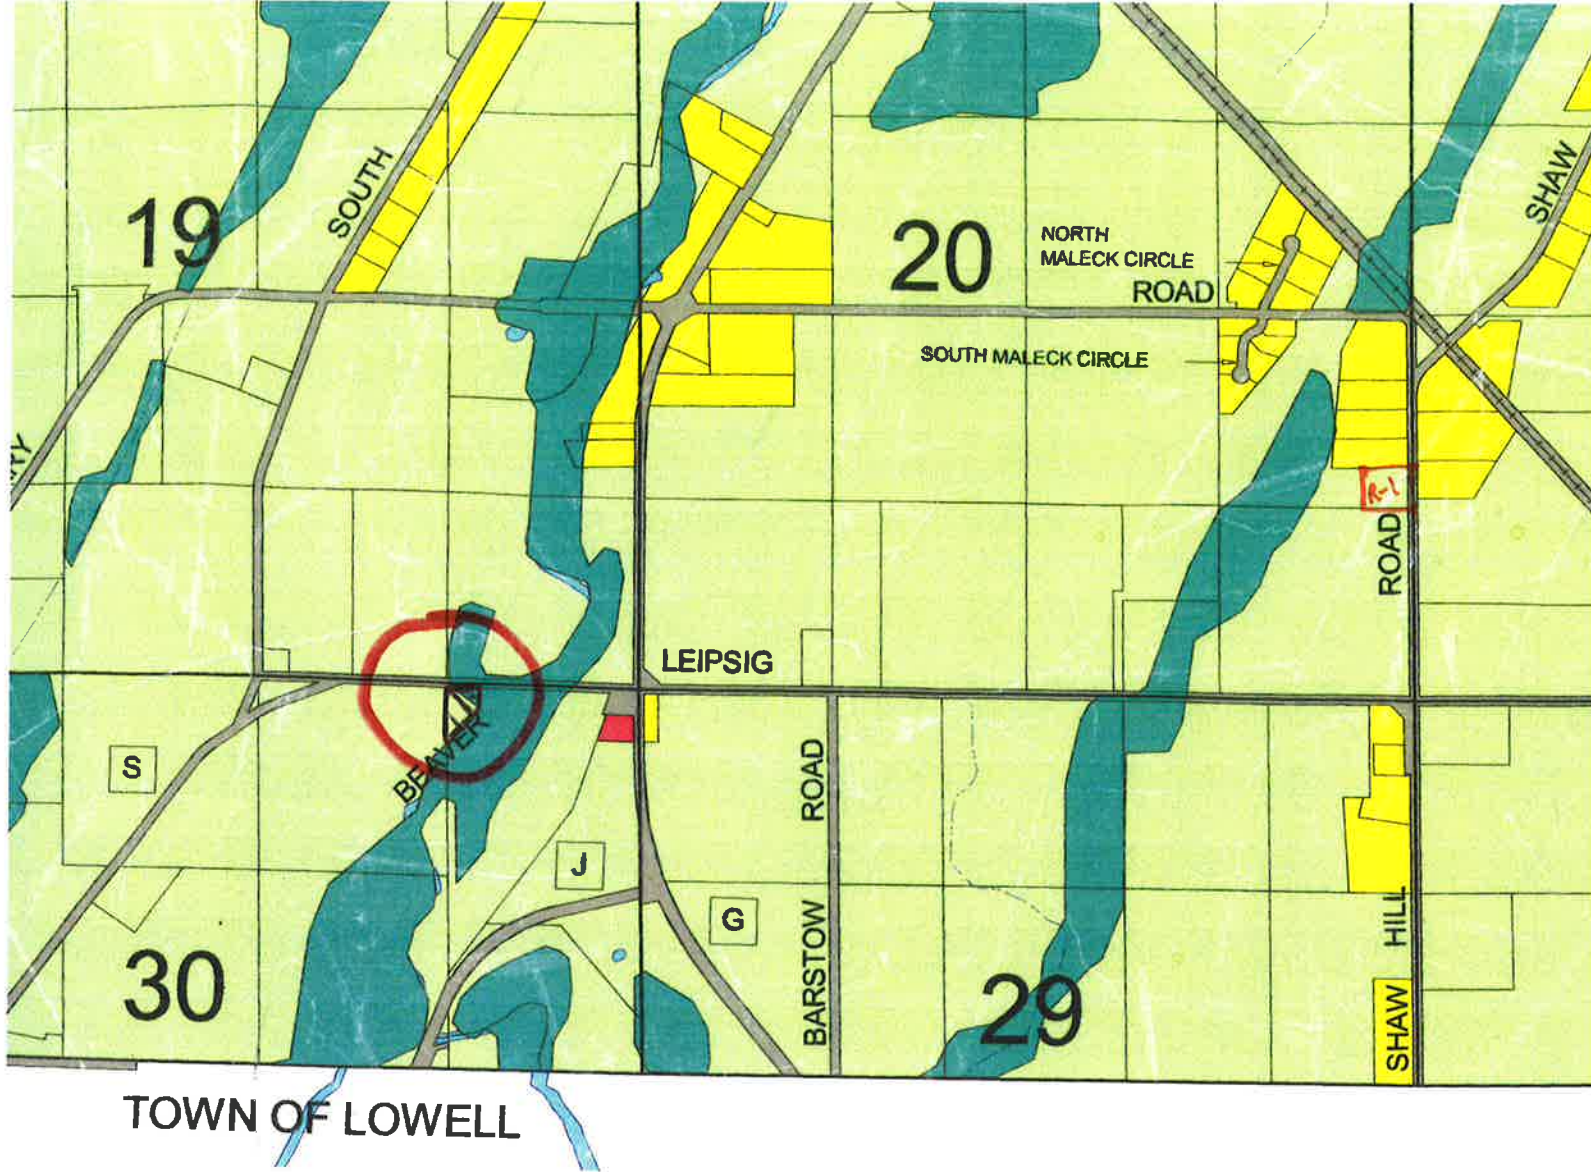 19
SOUTH
20
NORTH
MALECK CIRCLE
ROAD
SOUTH MALECK CIRCLE
SHAW
RY
R-1
ROAD
LEIPSIG
BEAVER
S
J
G
ROAD
BARSTOW
HILL
SHAW
30
29
TOWN OF LOWELL